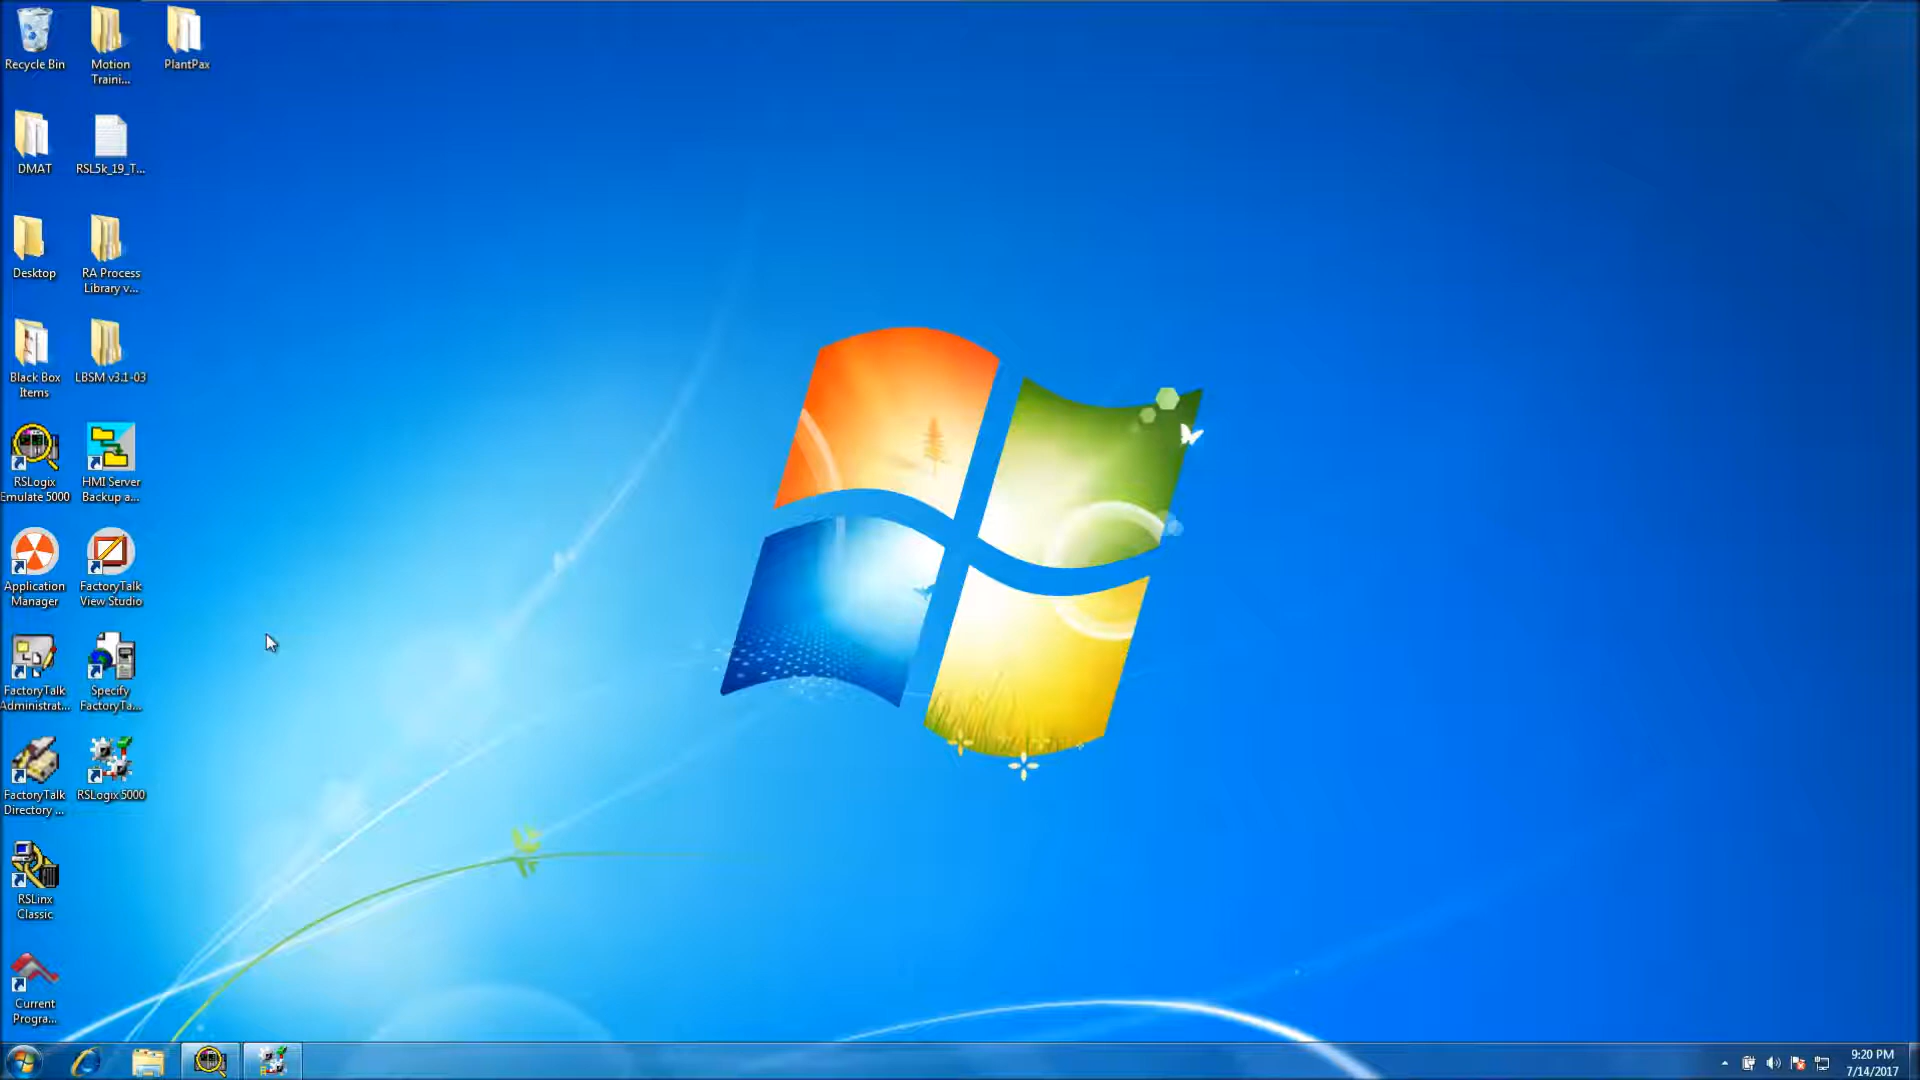 Recycle Bin
Motion
Traini...
PlantPax
DMAT
RSL5k_19_T...
Desktop
RA Process
Library v...
Black Box
Items
LBSM v3.1-03
RSLogix
Emulate 5000
HMI Server
Backup a...
Application
Manager
FactoryTalk
View Studio
FactoryTalk
Administrat...
Specify
FactoryTa...
FactoryTalk
Directory ...
RSLogix 5000
RSLinx
Classic
Current
Progra...
9:20 PM
7/14/2017